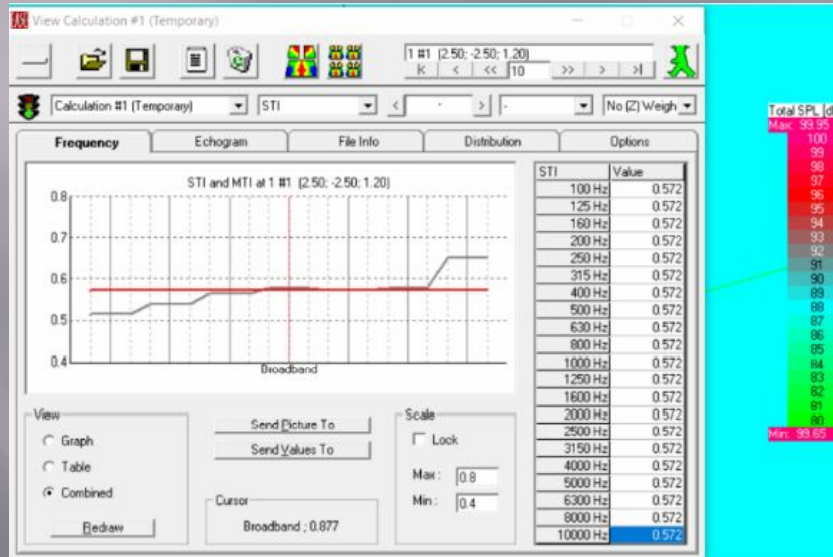 View Calculation #1 (Temporary)
1 #1 (2.50; -2.50; 1.20)
K < << 10 >> > >|
Calculation #1 (Temporary) STI < · > - No (Z) Weigh
Frequency Echogram File Info Distribution Options
STI and MTI at 1 #1 (2.50; -2.50; 1.20)
0.8
0.7
0.6
0.5
0.4
Broadband
STI Value
100 Hz 0.572
125 Hz 0.572
160 Hz 0.572
200 Hz 0.572
250 Hz 0.572
315 Hz 0.572
400 Hz 0.572
500 Hz 0.572
630 Hz 0.572
800 Hz 0.572
1000 Hz 0.572
1250 Hz 0.572
1600 Hz 0.572
2000 Hz 0.572
2500 Hz 0.572
3150 Hz 0.572
4000 Hz 0.572
5000 Hz 0.572
6300 Hz 0.572
8000 Hz 0.572
10000 Hz 0.572
View
Graph
Table
Combined
Redraw
Send Picture To
Send Values To
Cursor
Broadband ; 0.877
Scale
Lock
Max : 0.8
Min : 0.4
Total SPL [d
Max: 99.95
100
99
98
97
96
95
94
93
92
91
90
89
88
87
86
85
84
83
82
81
80
Min: 99.65